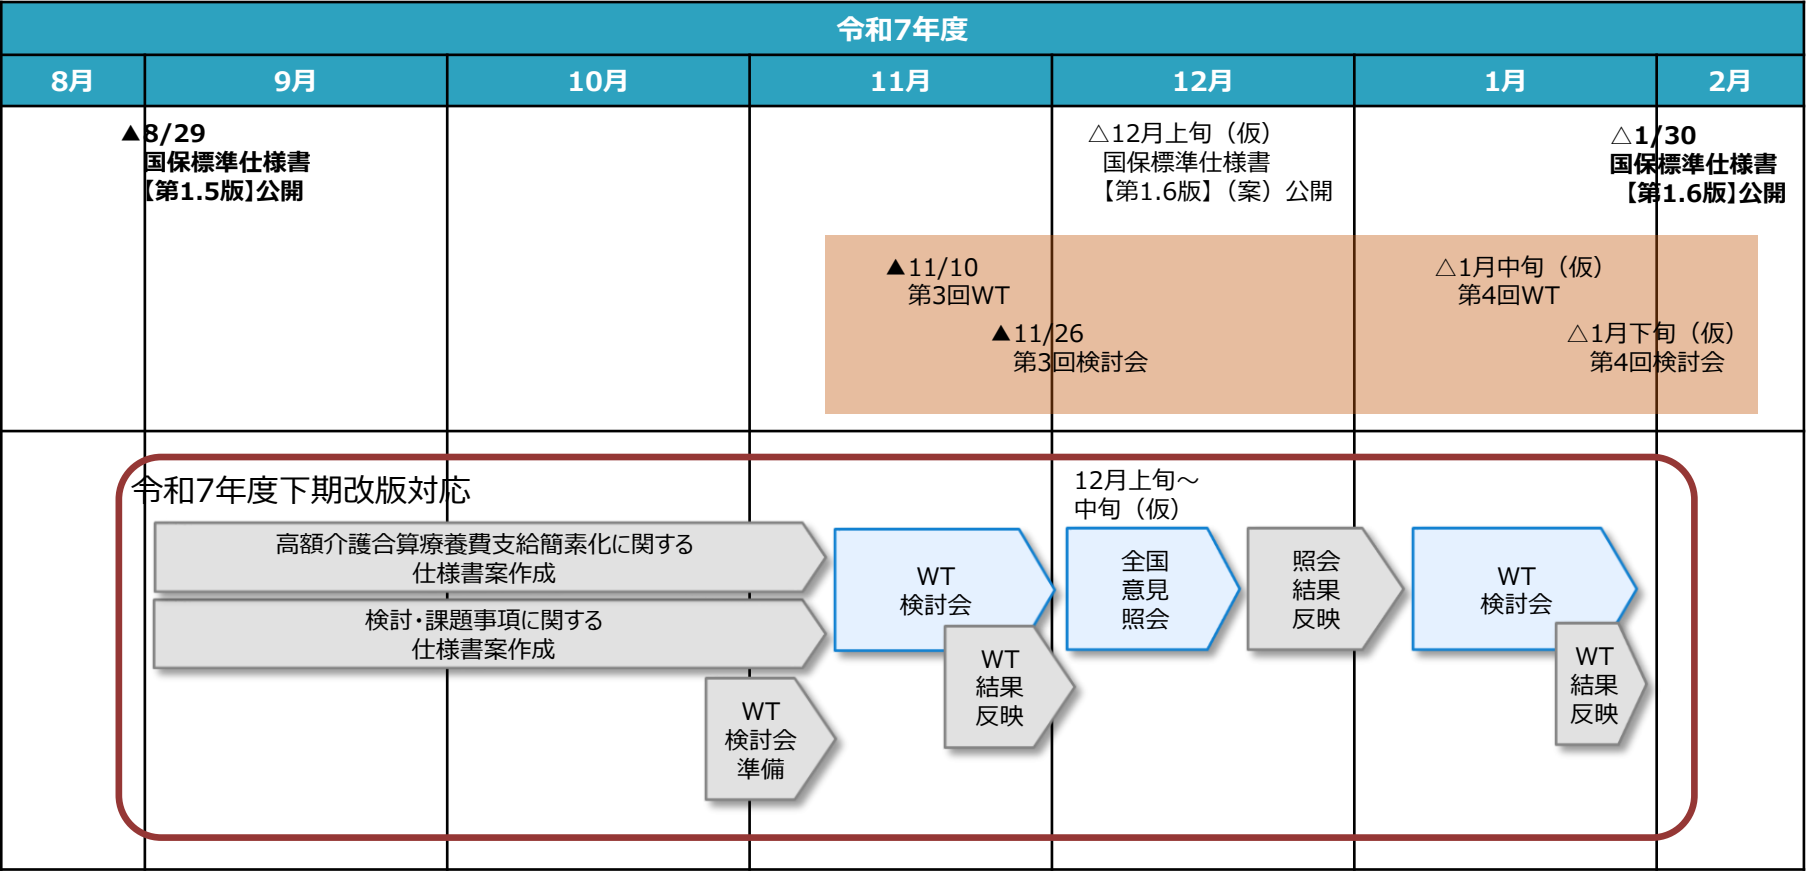 令和7年度
8月
9月
10月
11月
12月
1月
2月
▲8/29
国保標準仕様書
【第1.5版】公開
△12月上旬（仮）
国保標準仕様書
【第1.6版】（案）公開
△1/30
国保標準仕様書
【第1.6版】公開
▲11/10
第3回WT
▲11/26
第3回検討会
△1月中旬（仮）
第4回WT
△1月下旬（仮）
第4回検討会
令和7年度下期改版対応
高額介護合算療養費支給簡素化に関する
仕様書案作成
検討・課題事項に関する
仕様書案作成
WT
検討会
準備
WT
検討会
WT
結果
反映
12月上旬～
中旬（仮）
全国
意見
照会
照会
結果
反映
WT
検討会
WT
結果
反映